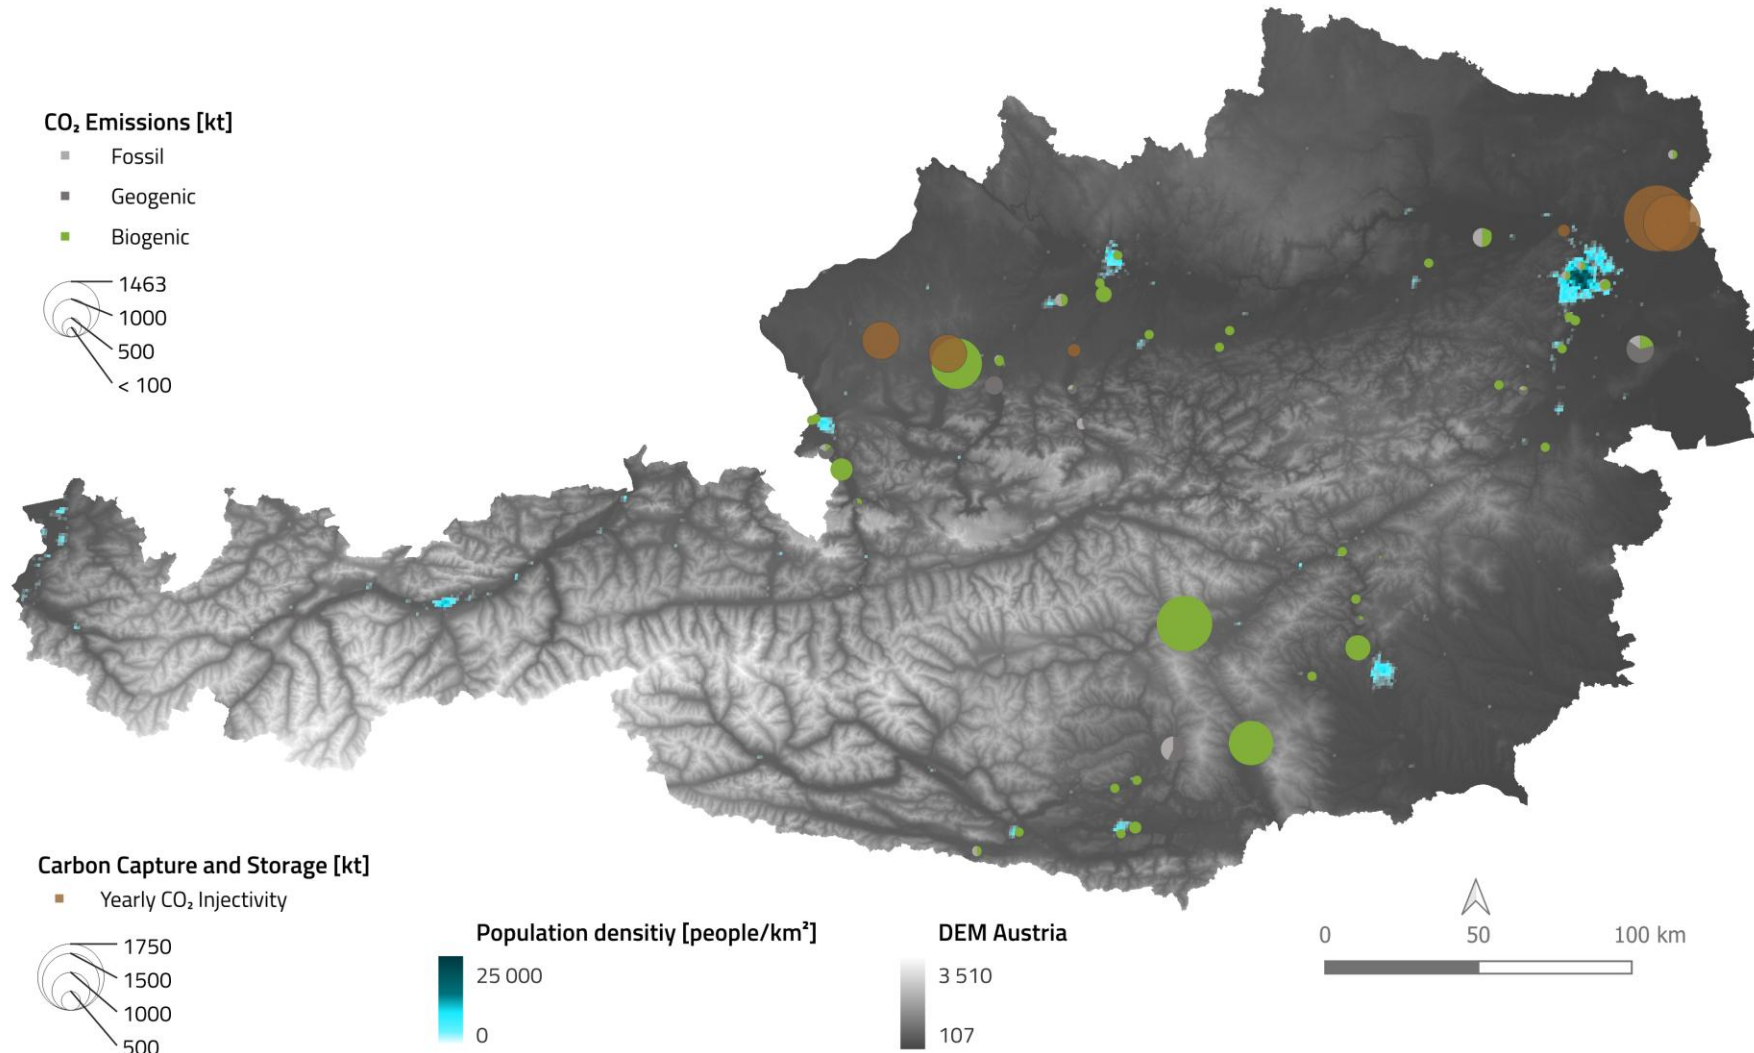 CO₂ Emissions [kt]
Fossil
Geogenic
Biogenic
1463
1000
500
< 100
Carbon Capture and Storage [kt]
Yearly CO₂ Injectivity
1750
1500
1000
500
Population densitiy [people/km²]
25 000
0
DEM Austria
3 510
107
0 50 100 km